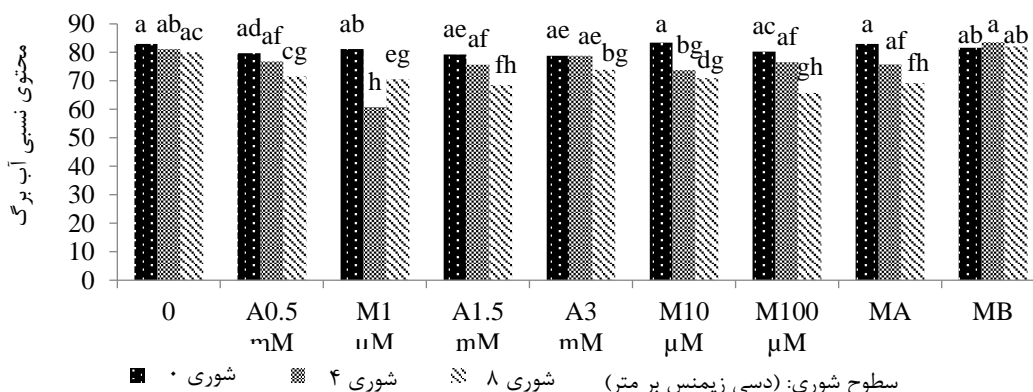 محتوی نسبی آب برگ
90
80
70
60
50
40
30
20
10
0
a ab ac
ad af cg
ab h eg
ae af fh
ae ae bg
a bg dg
ac af gh
a af fh
ab a ab
0 A0.5 mM M1 µM A1.5 mM A3 mM M10 µM M100 µM MA MB
شوری ۰ شوری ۴ شوری ۸ سطوح شوری: (دسی زیمنس بر متر)